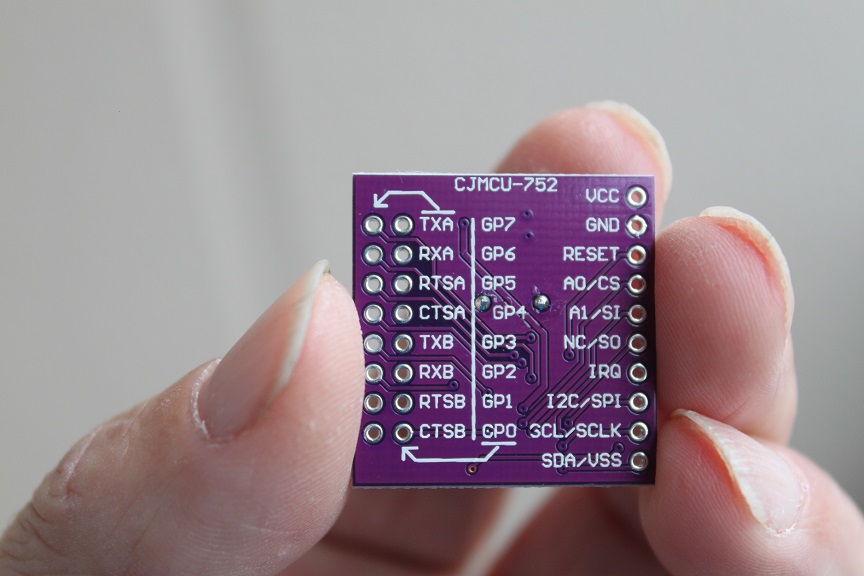 CJMCU-752
VCC
TXA GP7 GND
RXA GP6 RESET
RTSA GP5 A0/CS
CTSA GP4 A1/SI
TXB GP3 NC/SO
RXB GP2 IRQ
RTSB GP1 I2C/SPI
CTSB GP0 SCL/SCLK
SDA/VSS